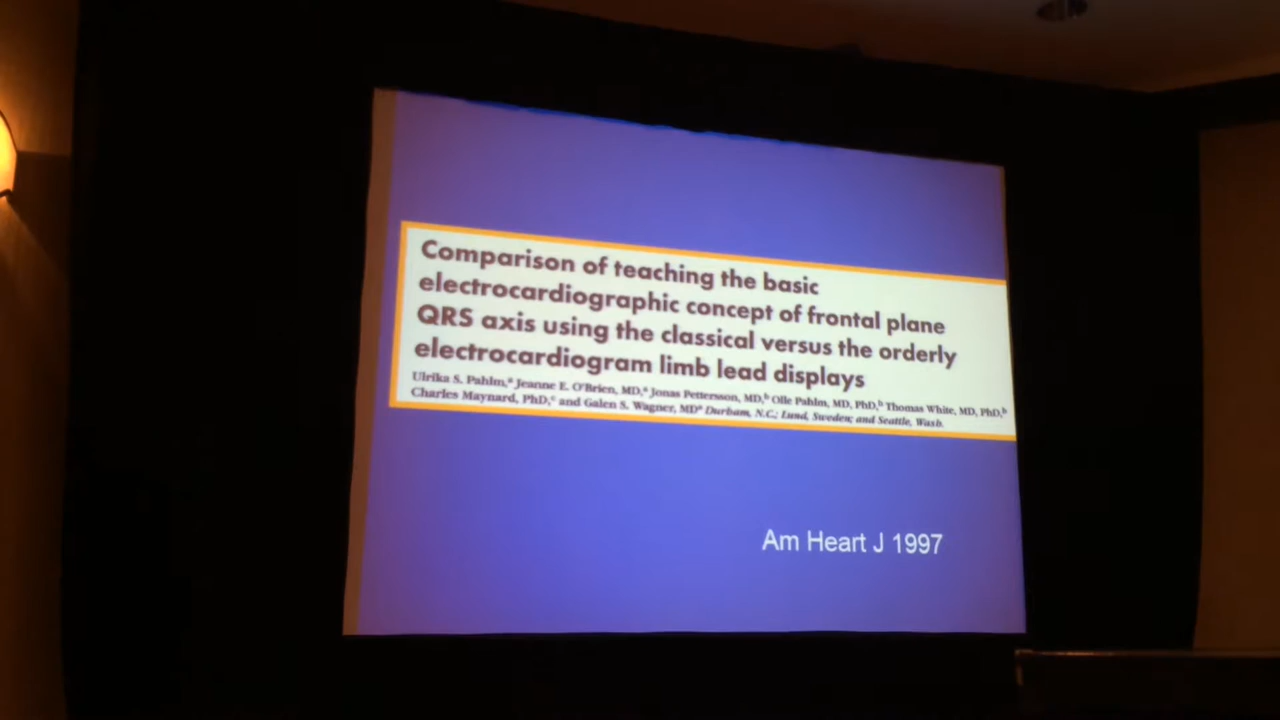 Comparison of teaching the basic
electrocardiographic concept of frontal plane
QRS axis using the classical versus the orderly
electrocardiogram limb lead displays
Ulrika S. Pahlm,ᵃ Jeanne E. O'Brien, MD,ᵃ Jonas Pettersson, MD,ᵇ Olle Pahlm, MD, PhD,ᵇ Thomas White, MD, PhD,ᵇ
Charles Maynard, PhD,ᶜ and Galen S. Wagner, MDᵃ Durham, N.C.; Lund, Sweden; and Seattle, Wash.
Am Heart J 1997